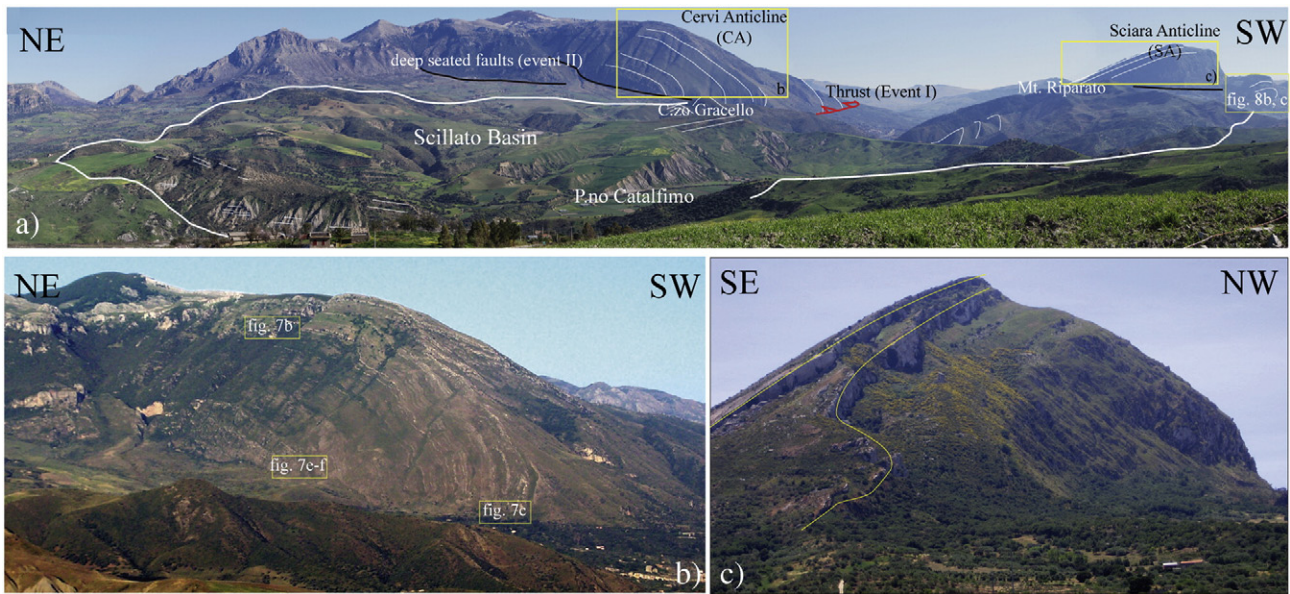 NE
Cervi Anticline
(CA)
Sciara Anticline
(SA)
SW
deep seated faults (event II)
b
c)
Mt. Riparato
Thrust (Event I)
fig. 8b, c
C.zo Gracello
Scillato Basin
P.no Catalfimo
a)
NE
SW
fig. 7b
fig. 7e-f
fig. 7c
b)
SE
NW
c)